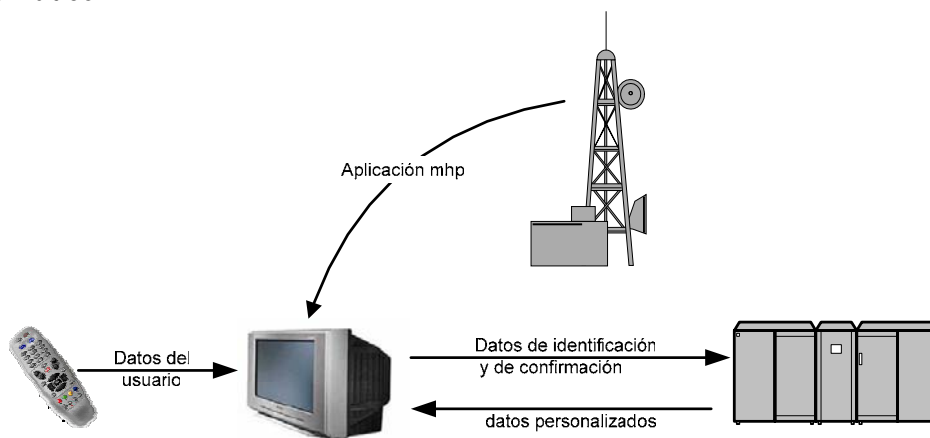 Aplicación mhp
Datos del
usuario
Datos de identificación
y de confirmación
datos personalizados